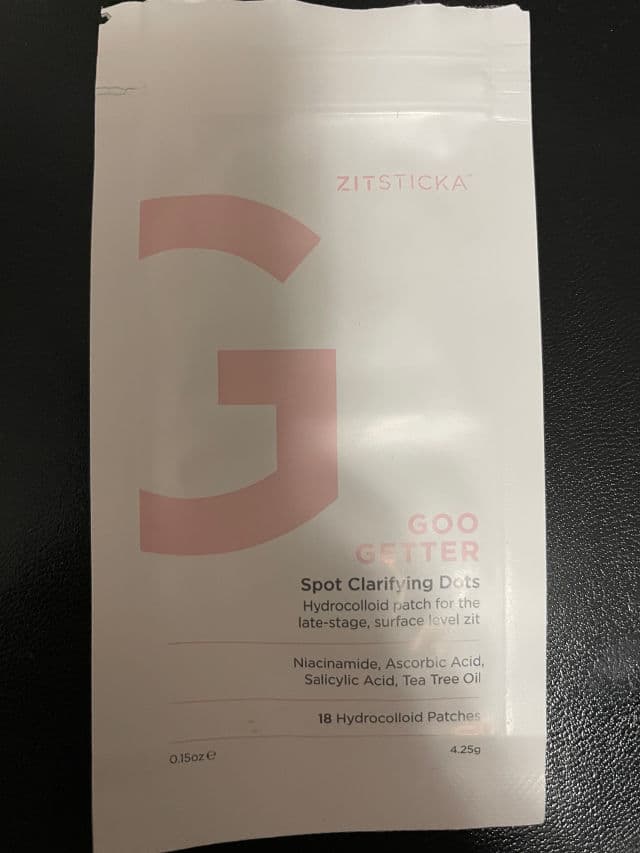 ZITSTICKA™
G
GOO
GETTER
Spot Clarifying Dots
Hydrocolloid patch for the
late-stage, surface level zit
Niacinamide, Ascorbic Acid,
Salicylic Acid, Tea Tree Oil
18 Hydrocolloid Patches
0.15oz ℮
4.25g